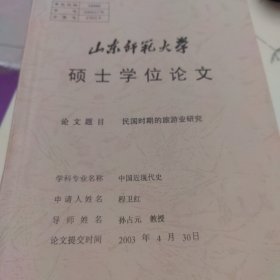 山东师范大学
硕士学位论文
论文题目 民国时期的旅游业研究
学科专业名称 中国近现代史
申请人姓名 程卫红
导师姓名 孙占元 教授
论文提交时间 2003 年 4 月 30日